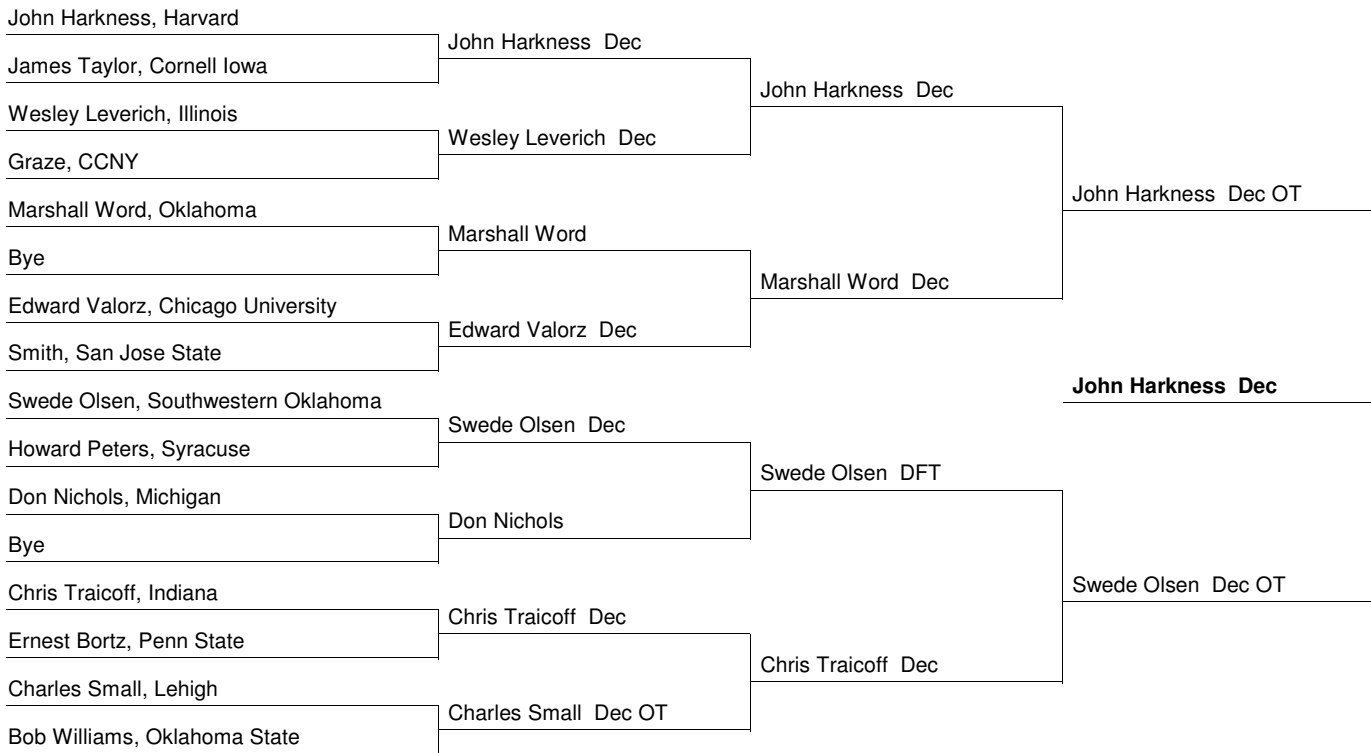 John Harkness, Harvard
James Taylor, Cornell Iowa
Wesley Leverich, Illinois
Graze, CCNY
Marshall Word, Oklahoma
Bye
Edward Valorz, Chicago University
Smith, San Jose State
Swede Olsen, Southwestern Oklahoma
Howard Peters, Syracuse
Don Nichols, Michigan
Bye
Chris Traicoff, Indiana
Ernest Bortz, Penn State
Charles Small, Lehigh
Bob Williams, Oklahoma State
John Harkness  Dec
Wesley Leverich  Dec
Marshall Word
Edward Valorz  Dec
Swede Olsen  Dec
Don Nichols
Chris Traicoff  Dec
Charles Small  Dec OT
John Harkness  Dec
Marshall Word  Dec
Swede Olsen  DFT
Chris Traicoff  Dec
John Harkness  Dec OT
Swede Olsen  Dec OT
John Harkness  Dec